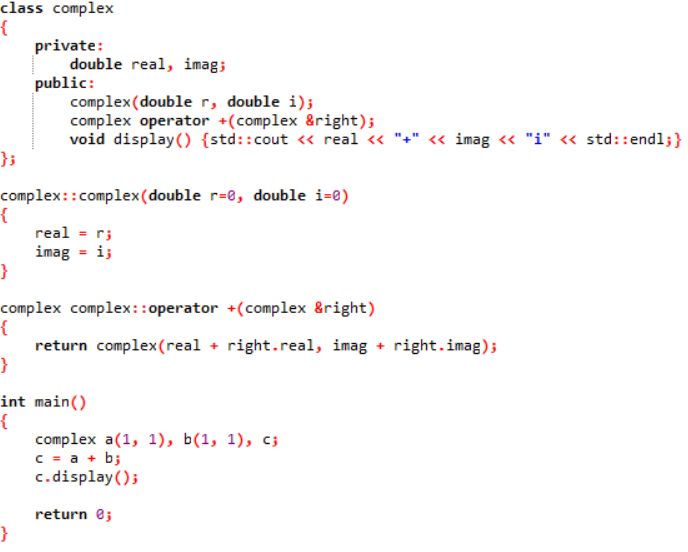 class complex
{
    private:
        double real, imag;
    public:
        complex(double r, double i);
        complex operator +(complex &right);
        void display() {std::cout << real << "+" << imag << "i" << std::endl;}
};

complex::complex(double r=0, double i=0)
{
    real = r;
    imag = i;
}

complex complex::operator +(complex &right)
{
    return complex(real + right.real, imag + right.imag);
}

int main()
{
    complex a(1, 1), b(1, 1), c;
    c = a + b;
    c.display();

    return 0;
}